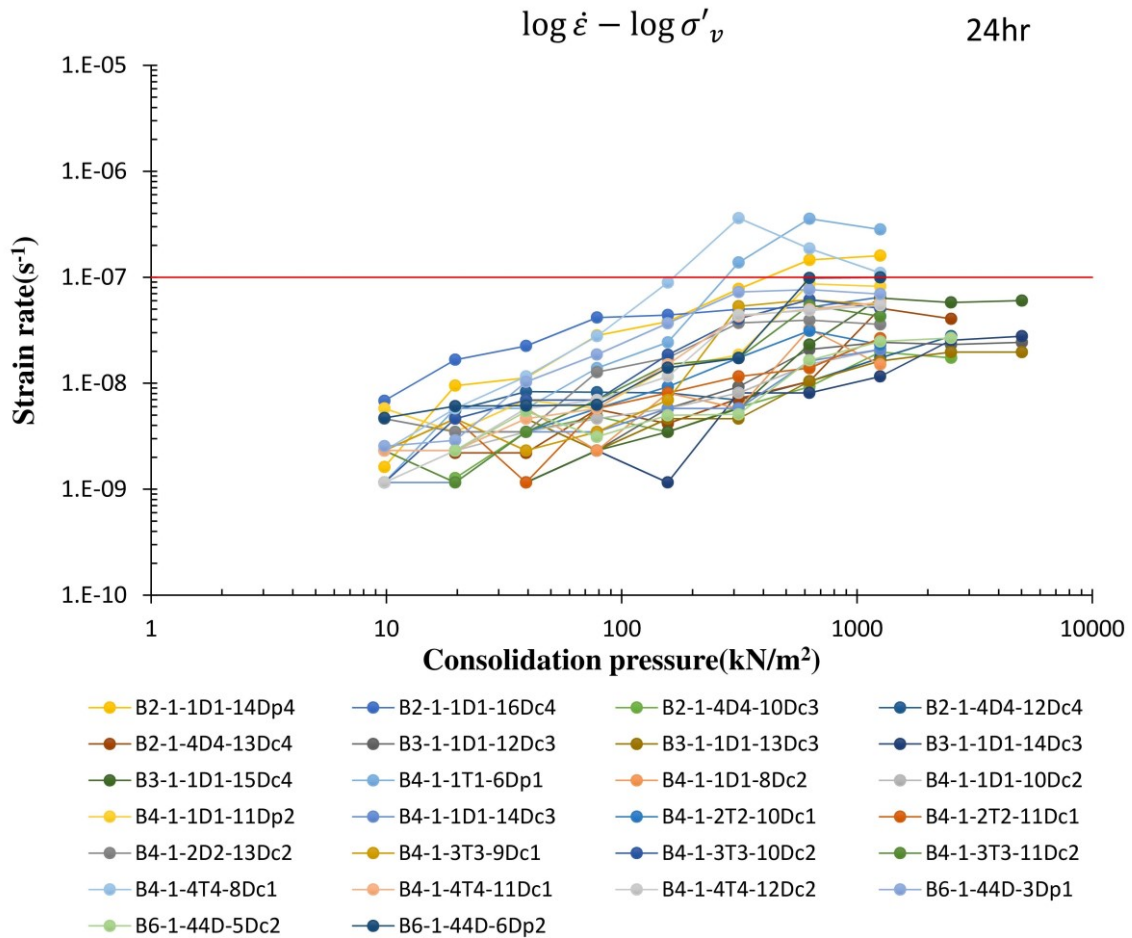 log ε̇ − log σ′ᵥ 24hr
1.E-05
1.E-06
1.E-07
1.E-08
1.E-09
1.E-10
Strain rate(s⁻¹)
1 10 100 1000 10000
Consolidation pressure(kN/m²)
B2-1-1D1-14Dp4 B2-1-1D1-16Dc4 B2-1-4D4-10Dc3 B2-1-4D4-12Dc4
B2-1-4D4-13Dc4 B3-1-1D1-12Dc3 B3-1-1D1-13Dc3 B3-1-1D1-14Dc3
B3-1-1D1-15Dc4 B4-1-1T1-6Dp1 B4-1-1D1-8Dc2 B4-1-1D1-10Dc2
B4-1-1D1-11Dp2 B4-1-1D1-14Dc3 B4-1-2T2-10Dc1 B4-1-2T2-11Dc1
B4-1-2D2-13Dc2 B4-1-3T3-9Dc1 B4-1-3T3-10Dc2 B4-1-3T3-11Dc2
B4-1-4T4-8Dc1 B4-1-4T4-11Dc1 B4-1-4T4-12Dc2 B6-1-44D-3Dp1
B6-1-44D-5Dc2 B6-1-44D-6Dp2